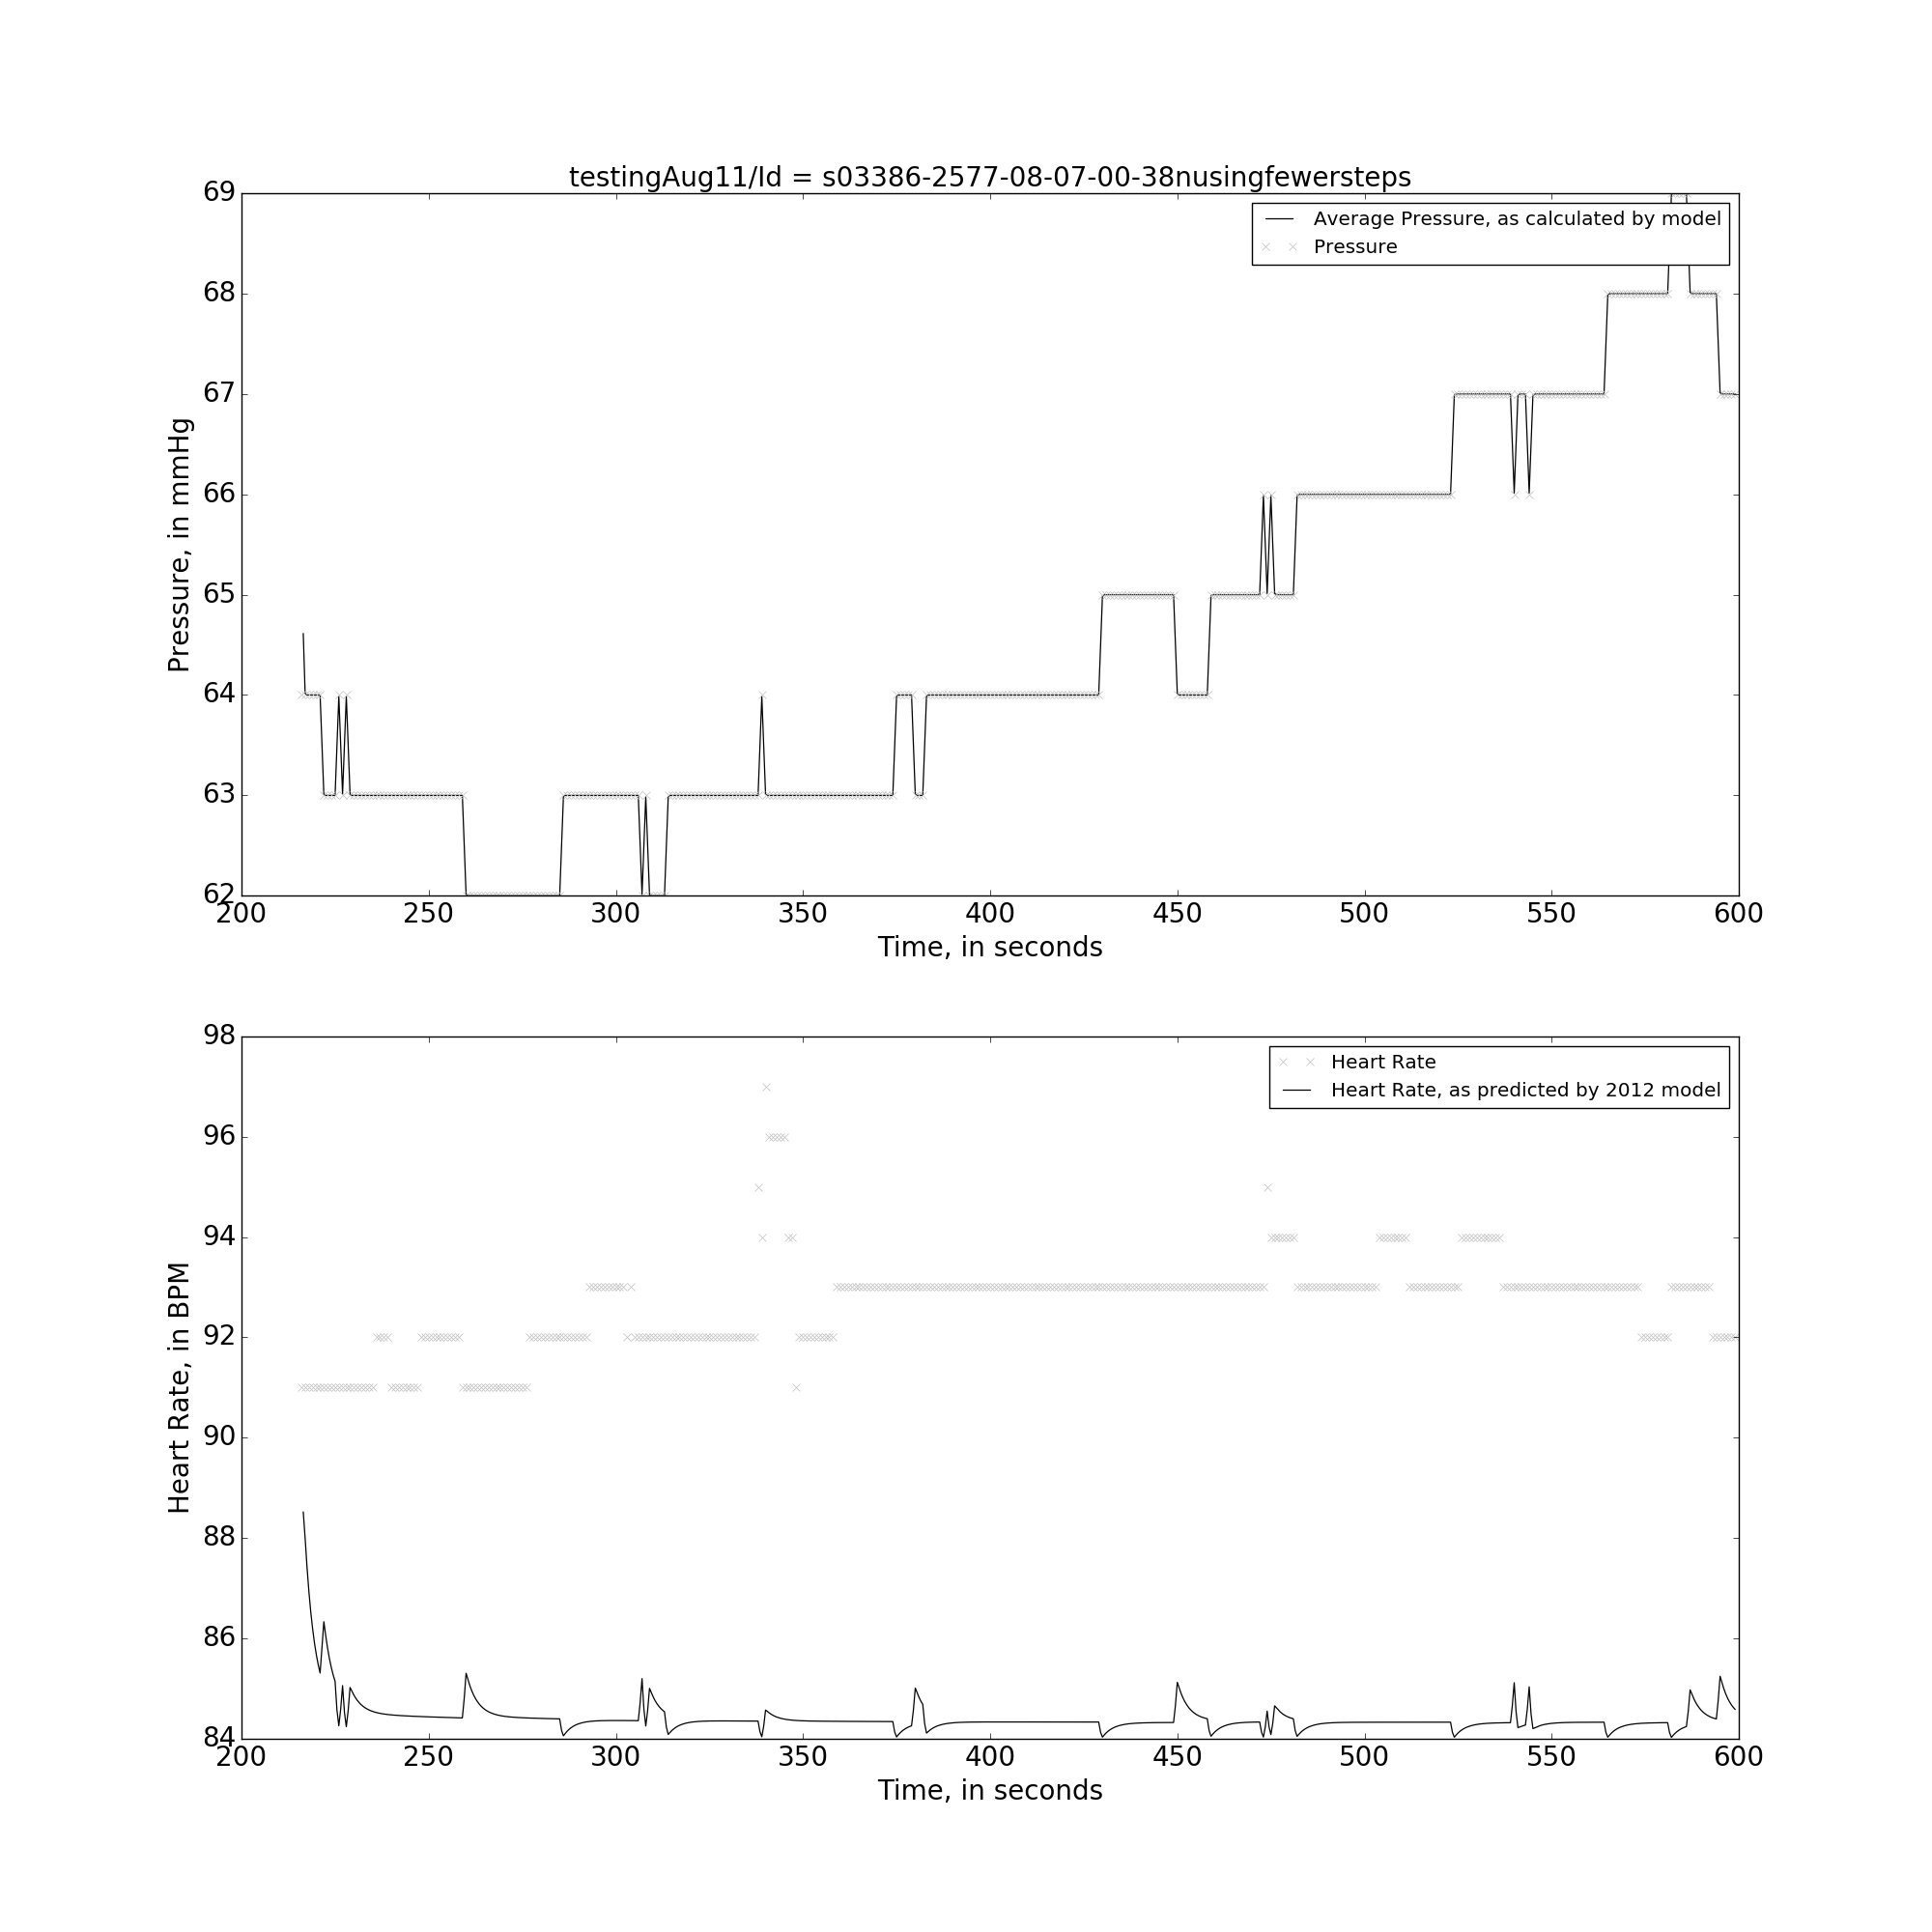 testingAug11/Id = s03386-2577-08-07-00-38nusingfewersteps
69
Average Pressure, as calculated by model
Pressure
68
67
66
65
64
63
62
Pressure, in mmHg
200 250 300 350 400 450 500 550 600
Time, in seconds
98
Heart Rate
Heart Rate, as predicted by 2012 model
96
94
92
90
88
86
84
Heart Rate, in BPM
200 250 300 350 400 450 500 550 600
Time, in seconds